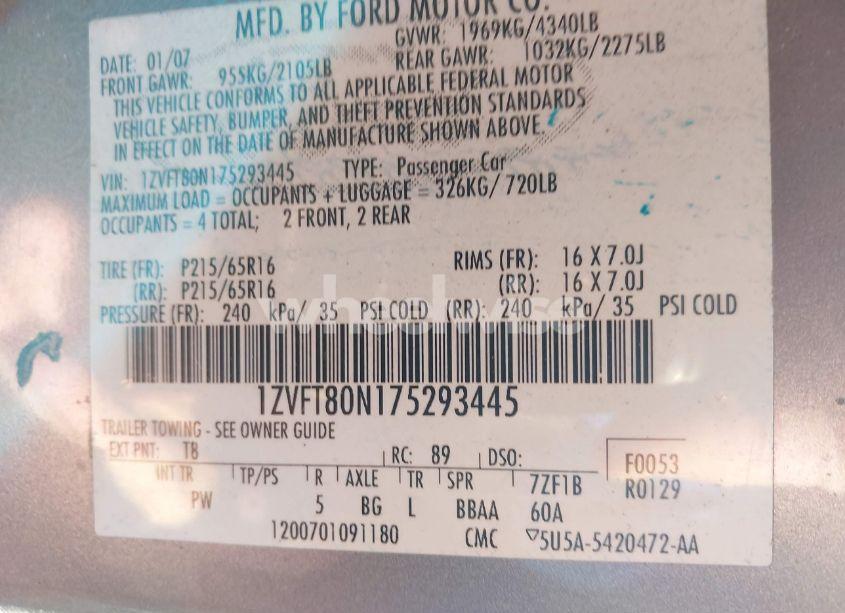 MFD. BY FORD MOTOR CO.
DATE: 01/07 GVWR: 1969KG/4340LB
FRONT GAWR: 955KG/2105LB REAR GAWR: 1032KG/2275LB
THIS VEHICLE CONFORMS TO ALL APPLICABLE FEDERAL MOTOR
VEHICLE SAFETY, BUMPER, AND THEFT PREVENTION STANDARDS
IN EFFECT ON THE DATE OF MANUFACTURE SHOWN ABOVE.
VIN: 1ZVFT80N175293445 TYPE: Passenger Car
MAXIMUM LOAD = OCCUPANTS + LUGGAGE = 326KG/ 720LB
OCCUPANTS = 4 TOTAL; 2 FRONT, 2 REAR
TIRE (FR): P215/65R16 RIMS (FR): 16 X 7.0J
(RR): P215/65R16 (RR): 16 X 7.0J
PRESSURE (FR): 240 kPa/ 35 PSI COLD (RR): 240 kPa/ 35 PSI COLD
1ZVFT80N175293445
TRAILER TOWING - SEE OWNER GUIDE
EXT PNT: T8 RC: 89 DSO: F0053
INT TR TP/PS R AXLE TR SPR 7ZF1B R0129
PW 5 BG L BBAA 60A
1200701091180 CMC 5U5A-5420472-AA